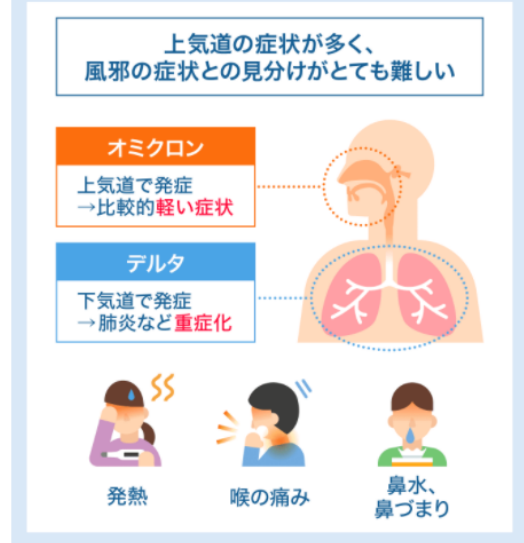 上気道の症状が多く、
風邪の症状との見分けがとても難しい
オミクロン
上気道で発症
→比較的軽い症状
デルタ
下気道で発症
→肺炎など重症化
発熱
喉の痛み
鼻水、
鼻づまり